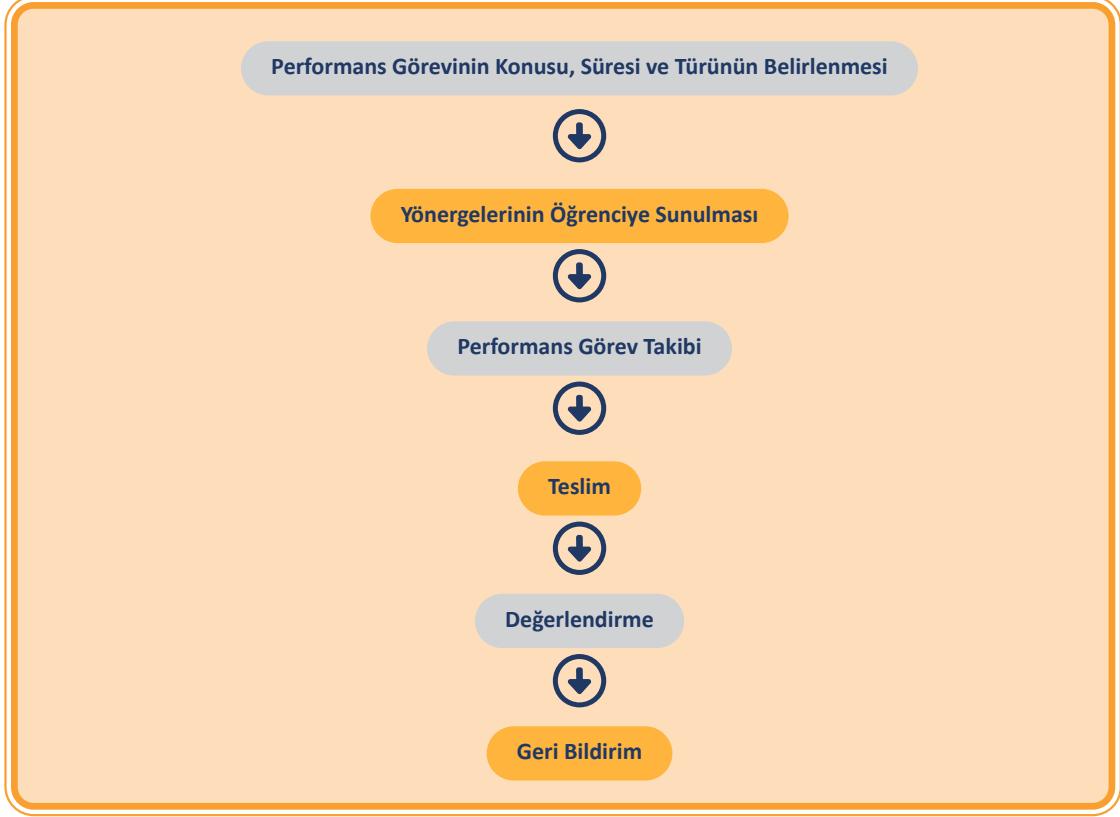 Performans Görevinin Konusu, Süresi ve Türünün Belirlenmesi
Yönergelerinin Öğrenciye Sunulması
Performans Görev Takibi
Teslim
Değerlendirme
Geri Bildirim